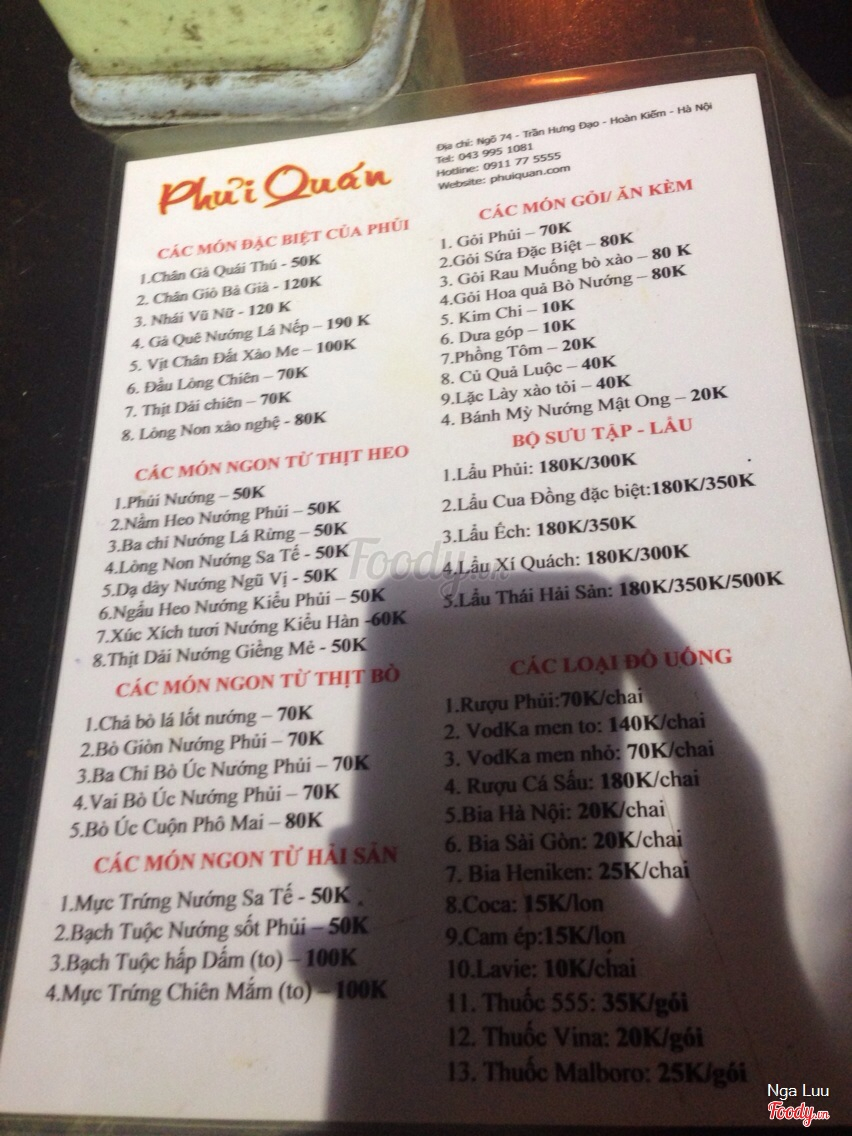 Phủi Quán
Địa chỉ: Ngõ 74 - Trần Hưng Đạo - Hoàn Kiếm - Hà Nội
Tel: 043 995 1081
Hotline: 0911 77 5555
Website: phuiquan.com
CÁC MÓN ĐẶC BIỆT CỦA PHỦI
1.Chân Gà Quái Thú - 50K
2. Chân Giò Bà Già - 120K
3. Nhái Vũ Nữ - 120 K
4. Gà Quê Nướng Lá Nếp – 190 K
5. Vịt Chân Đất Xào Me – 100K
6. Đầu Lòng Chiên – 70K
7. Thịt Dải chiên – 70K
8. Lòng Non xào nghệ - 80K
CÁC MÓN NGON TỪ THỊT HEO
1.Phủi Nướng – 50K
2.Nầm Heo Nướng Phủi – 50K
3.Ba chỉ Nướng Lá Rừng – 50K
4.Lòng Non Nướng Sa Tế - 50K
5.Dạ dày Nướng Ngũ Vị - 50K
6.Ngẩu Heo Nướng Kiểu Phủi – 50K
7.Xúc Xích tươi Nướng Kiểu Hàn -60K
8.Thịt Dải Nướng Giềng Mẻ - 50K
CÁC MÓN NGON TỪ THỊT BÒ
1.Chả bò lá lốt nướng – 70K
2.Bò Giòn Nướng Phủi – 70K
3.Ba Chỉ Bò Úc Nướng Phủi – 70K
4.Vai Bò Úc Nướng Phủi – 70K
5.Bò Úc Cuộn Phô Mai – 80K
CÁC MÓN NGON TỪ HẢI SẢN
1.Mực Trứng Nướng Sa Tế - 50K
2.Bạch Tuộc Nướng sốt Phủi – 50K
3.Bạch Tuộc hấp Dấm (to) – 100K
4.Mực Trứng Chiên Mắm (to) – 100K
CÁC MÓN GỎI/ ĂN KÈM
1. Gỏi Phủi – 70K
2.Gỏi Sứa Đặc Biệt – 80K
3. Gỏi Rau Muống bò xào – 80 K
4.Gỏi Hoa quả Bò Nướng – 80K
5. Kim Chi – 10K
6. Dưa góp – 10K
7.Phồng Tôm – 20K
8. Củ Quả Luộc – 40K
9.Lặc Lày xào tỏi – 40K
4. Bánh Mỳ Nướng Mật Ong – 20K
BỘ SƯU TẬP - LẨU
1.Lẩu Phủi: 180K/300K
2.Lẩu Cua Đồng đặc biệt:180K/350K
3.Lẩu Ếch: 180K/350K
4.Lẩu Xí Quách: 180K/300K
5.Lẩu Thái Hải Sản: 180K/350K/500K
CÁC LOẠI ĐỒ UỐNG
1.Rượu Phủi:70K/chai
2. VodKa men to: 140K/chai
3. VodKa men nhỏ: 70K/chai
4. Rượu Cá Sấu: 180K/chai
5.Bia Hà Nội: 20K/chai
6. Bia Sài Gòn: 20K/chai
7. Bia Heniken: 25K/chai
8.Coca: 15K/lon
9.Cam ép:15K/lon
10.Lavie: 10K/chai
11. Thuốc 555: 35K/gói
12. Thuốc Vina: 20K/gói
13. Thuốc Malboro: 25K/gói
Foody.vn
Nga Luu
Foody.vn